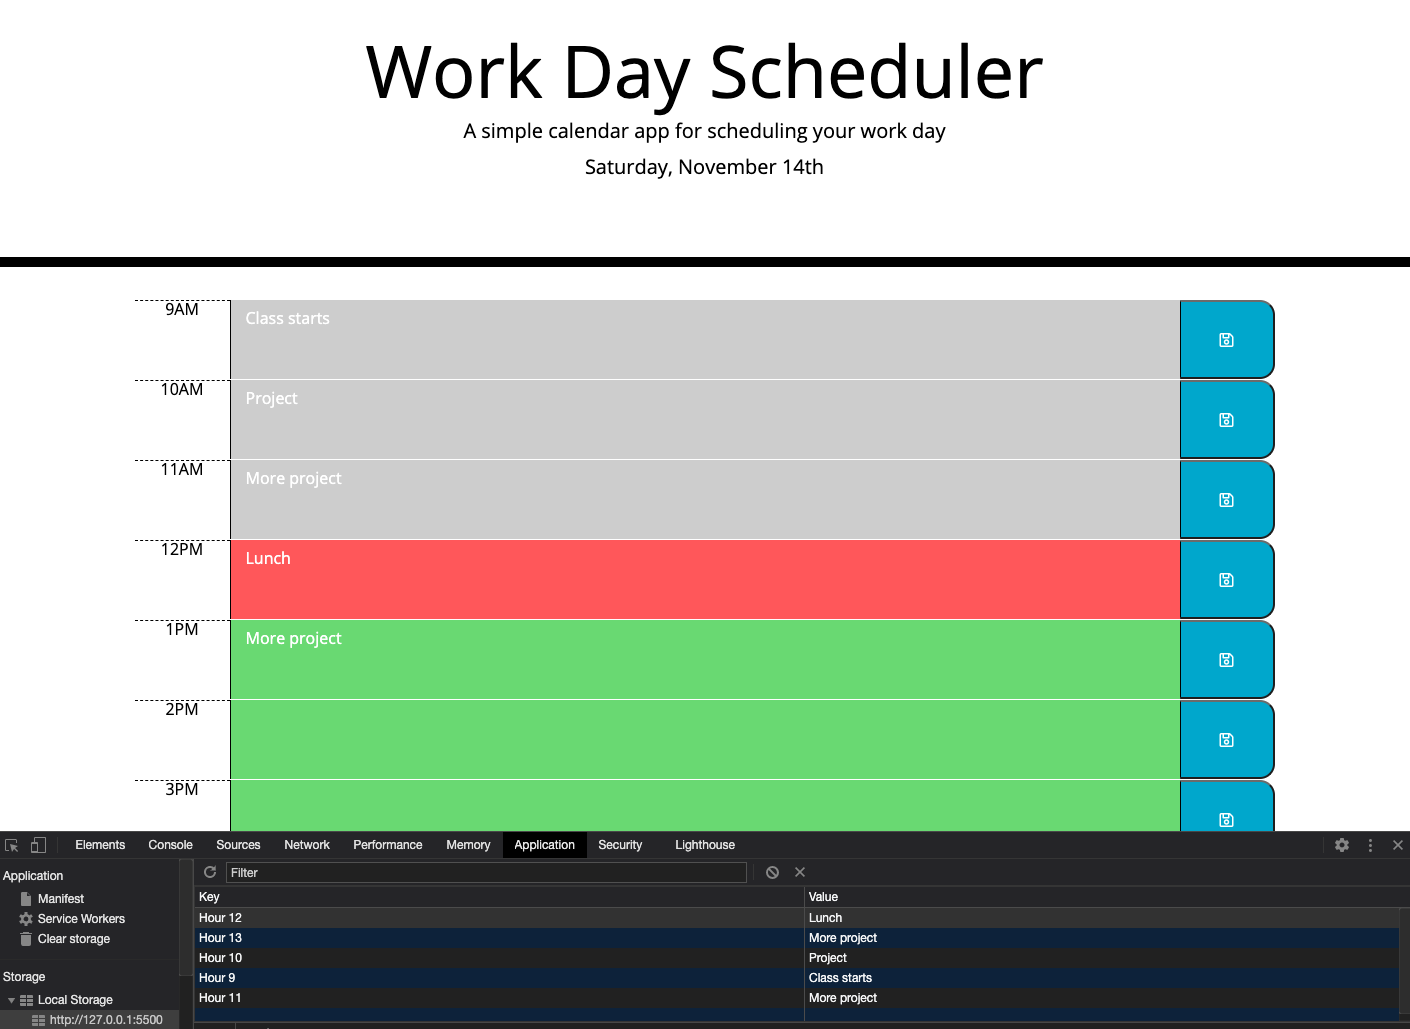 Work Day Scheduler
A simple calendar app for scheduling your work day
Saturday, November 14th
9AM Class starts
10AM Project
11AM More project
12PM Lunch
1PM More project
2PM
3PM
Elements Console Sources Network Performance Memory Application Security Lighthouse
Application
Manifest
Service Workers
Clear storage
Storage
Local Storage
http://127.0.0.1:5500
Filter
Key Value
Hour 12 Lunch
Hour 13 More project
Hour 10 Project
Hour 9 Class starts
Hour 11 More project